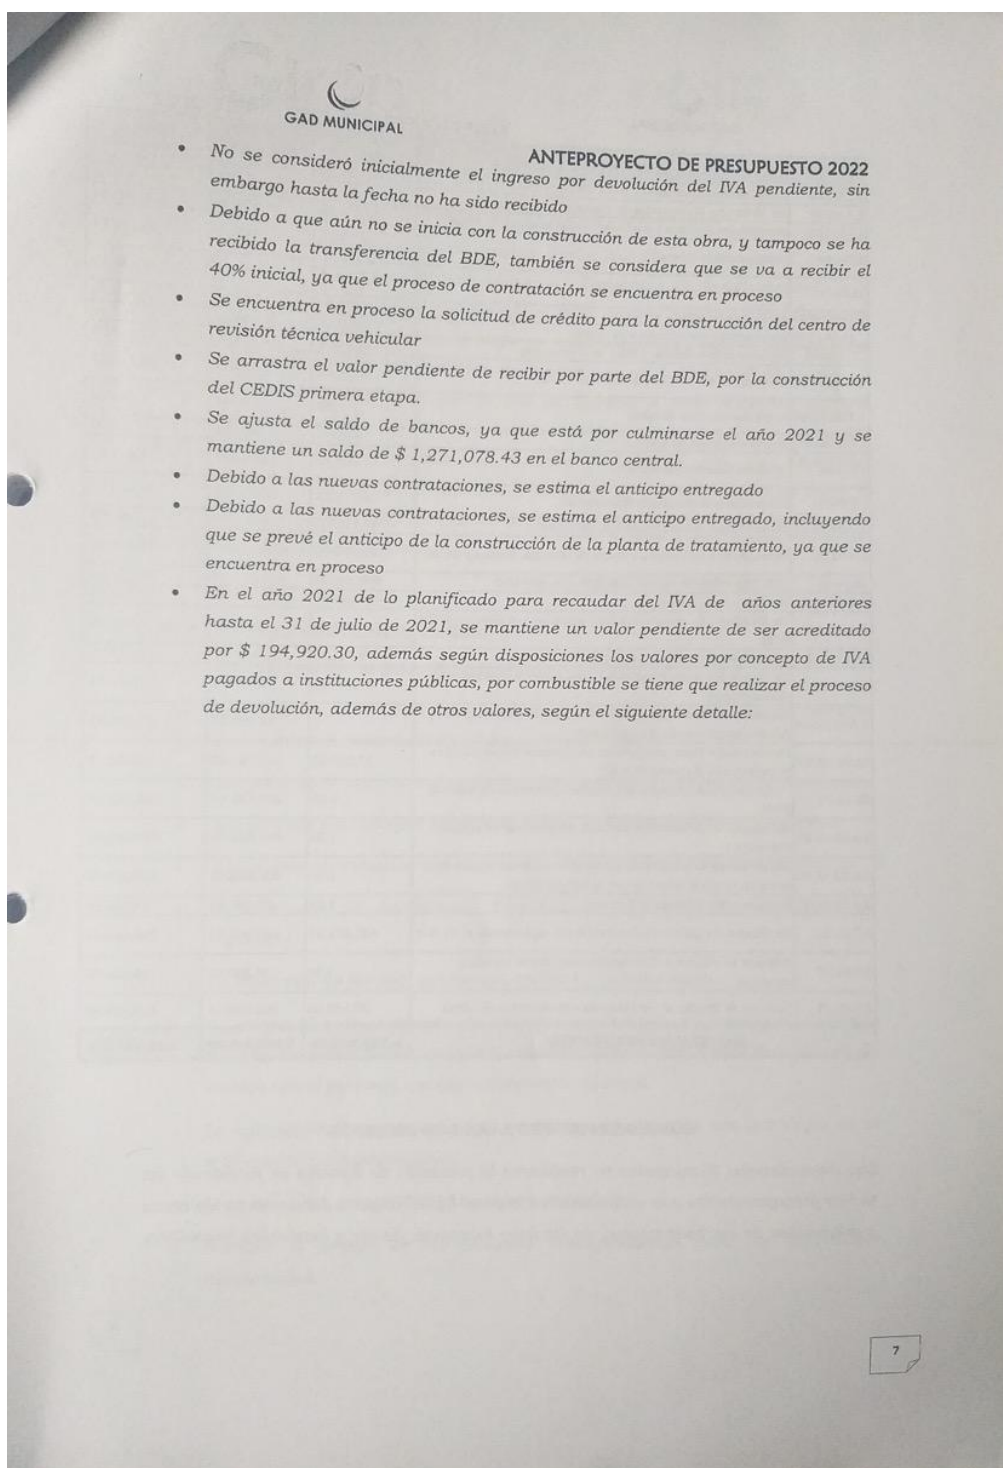 GAD MUNICIPAL
ANTEPROYECTO DE PRESUPUESTO 2022
• No se consideró inicialmente el ingreso por devolución del IVA pendiente, sin
embargo hasta la fecha no ha sido recibido
• Debido a que aún no se inicia con la construcción de esta obra, y tampoco se ha
recibido la transferencia del BDE, también se considera que se va a recibir el
40% inicial, ya que el proceso de contratación se encuentra en proceso
• Se encuentra en proceso la solicitud de crédito para la construcción del centro de
revisión técnica vehicular
• Se arrastra el valor pendiente de recibir por parte del BDE, por la construcción
del CEDIS primera etapa.
• Se ajusta el saldo de bancos, ya que está por culminarse el año 2021 y se
mantiene un saldo de $ 1,271,078.43 en el banco central.
• Debido a las nuevas contrataciones, se estima el anticipo entregado
• Debido a las nuevas contrataciones, se estima el anticipo entregado, incluyendo
que se prevé el anticipo de la construcción de la planta de tratamiento, ya que se
encuentra en proceso
• En el año 2021 de lo planificado para recaudar del IVA de años anteriores
hasta el 31 de julio de 2021, se mantiene un valor pendiente de ser acreditado
por $ 194,920.30, además según disposiciones los valores por concepto de IVA
pagados a instituciones públicas, por combustible se tiene que realizar el proceso
de devolución, además de otros valores, según el siguiente detalle:
7